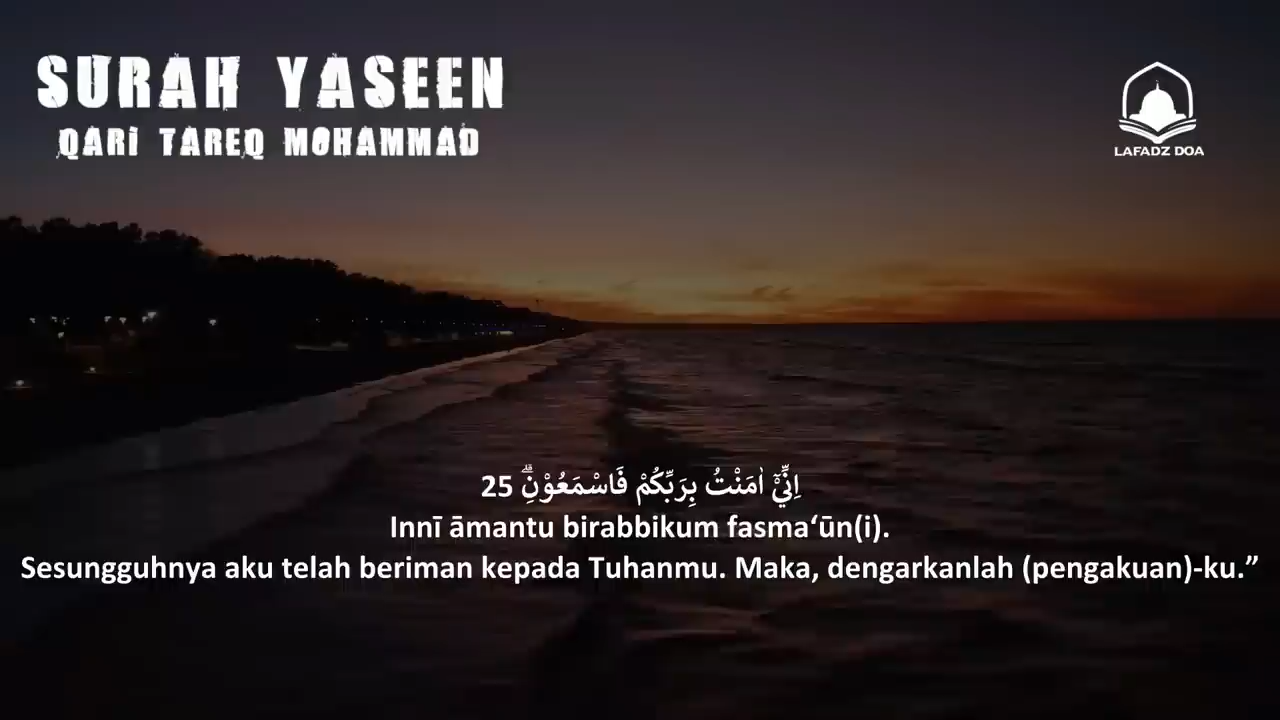 SURAH YASEEN
QARI TAREQ MOHAMMAD
LAFADZ DOA
اِنِّيْٓ اٰمَنْتُ بِرَبِّكُمْ فَاسْمَعُوْنِۗ 25
Innī āmantu birabbikum fasma‘ūn(i).
Sesungguhnya aku telah beriman kepada Tuhanmu. Maka, dengarkanlah (pengakuan)-ku.”